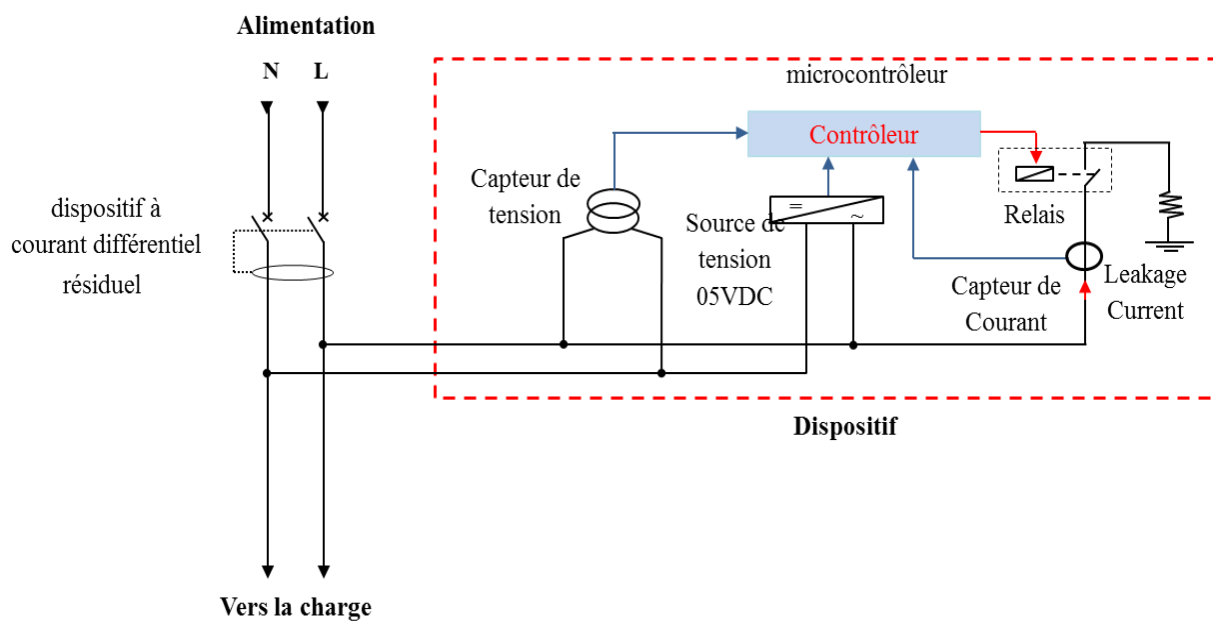 Alimentation
N L
microcontrôleur
Contrôleur
Capteur de
tension
=
~
Source de
tension
05VDC
Relais
Capteur de
Courant
Leakage
Current
dispositif à
courant différentiel
résiduel
Dispositif
Vers la charge